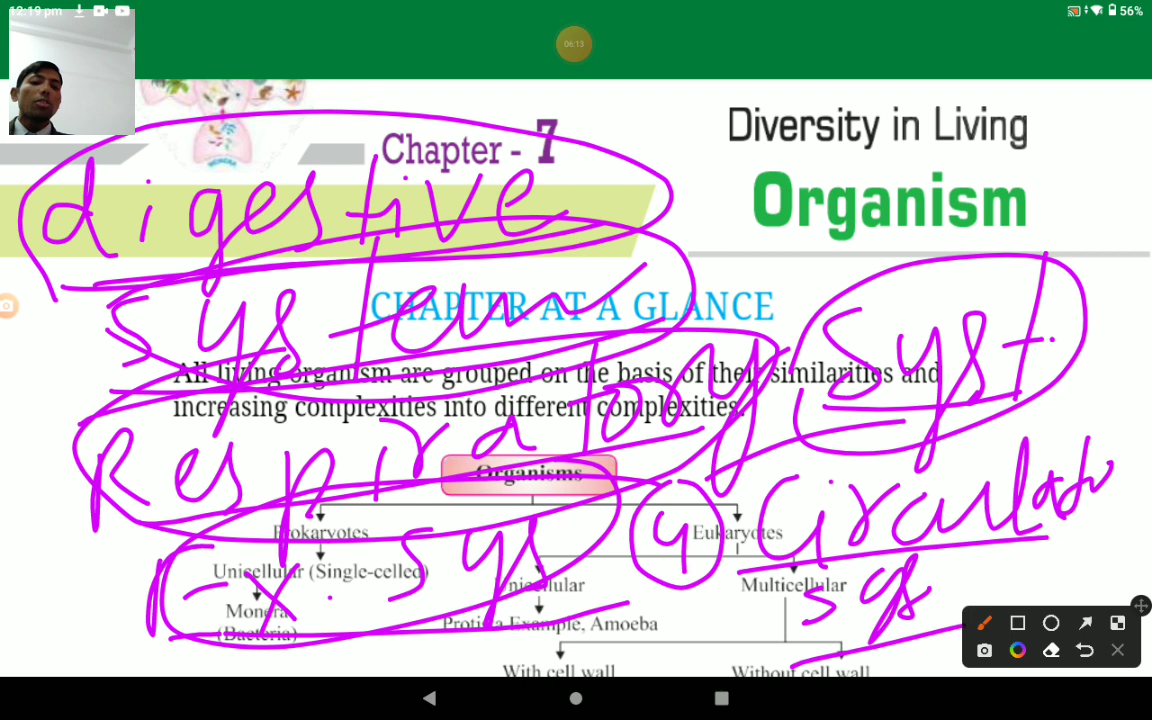 12:19 pm
56%
06:13
Chapter - 7
Diversity in Living
Organism
digestive
system
CHAPTER AT A GLANCE
syst.
All living organism are grouped on the basis of their similarities and
increasing complexities into different complexities.
Respiratory
Organisms
4
Prokaryotes
Eukaryotes
Ex. sys
Unicellular (Single-celled)
Unicellular
Multicellular
Monera
(Bacteria)
Protista Example, Amoeba
With cell wall
Without cell wall